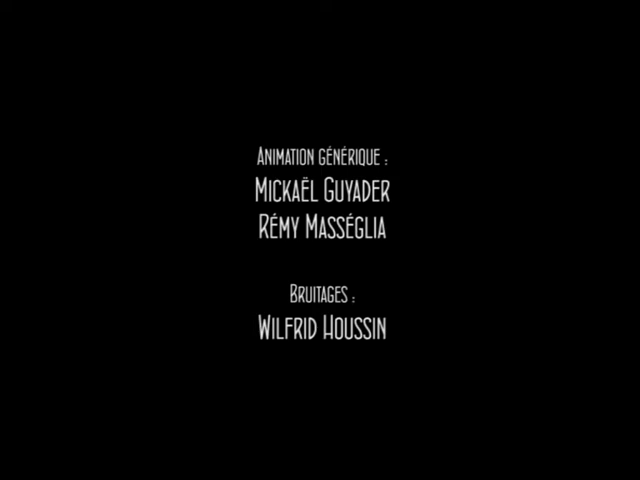 Animation générique :
Mickaël Guyader
Rémy Masséglia
Bruitages :
Wilfrid Houssin